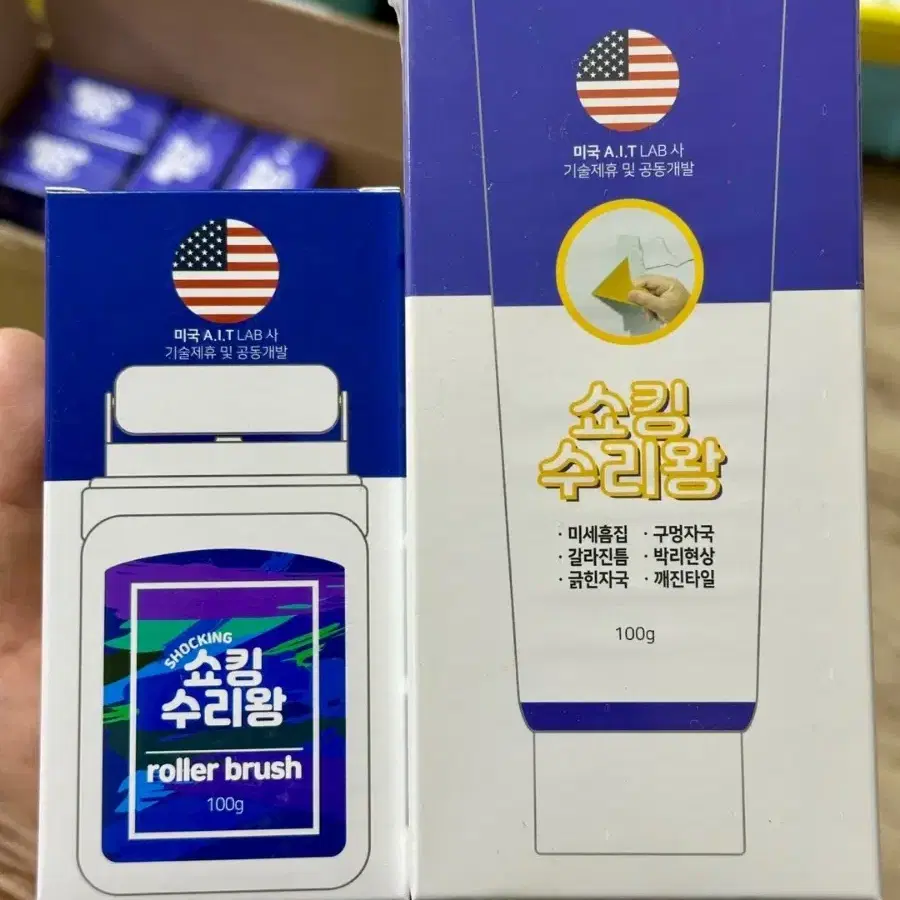 미국 A.I.T LAB 사
기술제휴 및 공동개발
SHOCKING
쇼킹
수리왕
roller brush
100g
미국 A.I.T LAB 사
기술제휴 및 공동개발
쇼킹
수리왕
· 미세흠집 · 구멍자국
· 갈라진틈 · 박리현상
· 긁힌자국 · 깨진타일
100g